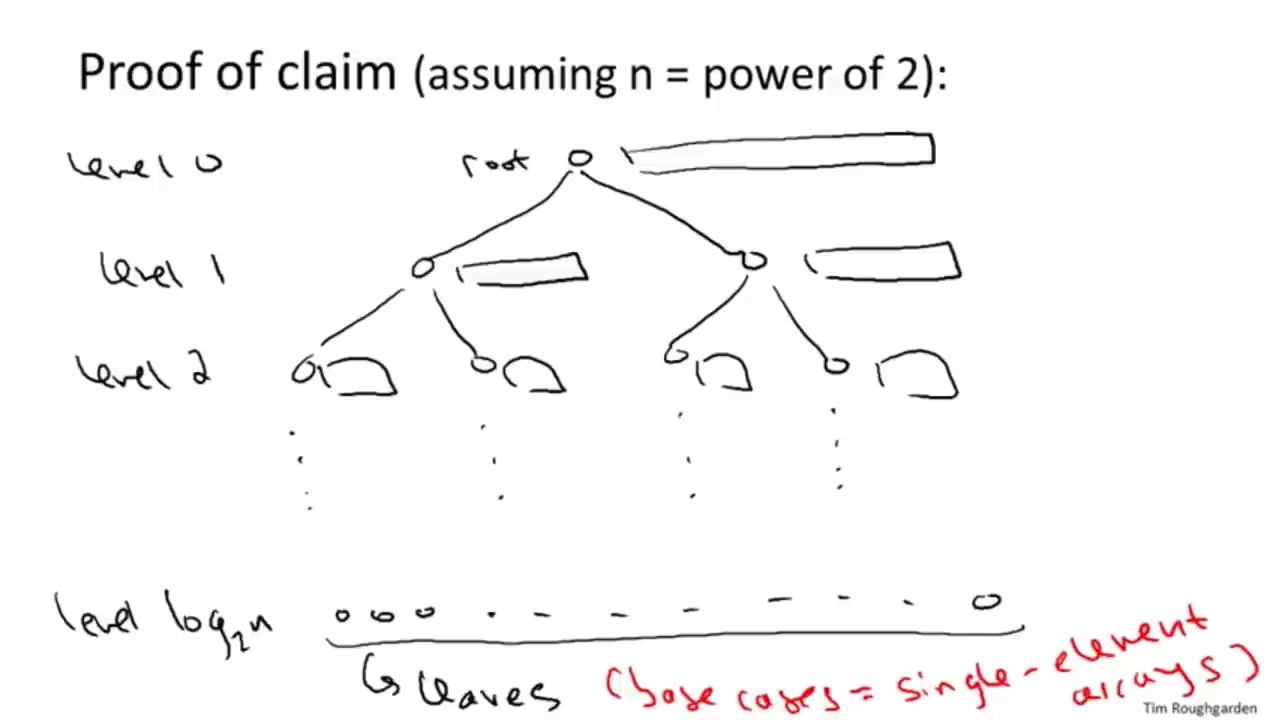 Proof of claim (assuming n = power of 2):
level 0 root
level 1
level 2
level log₂n
leaves (base cases = single-element
arrays)
Tim Roughgarden